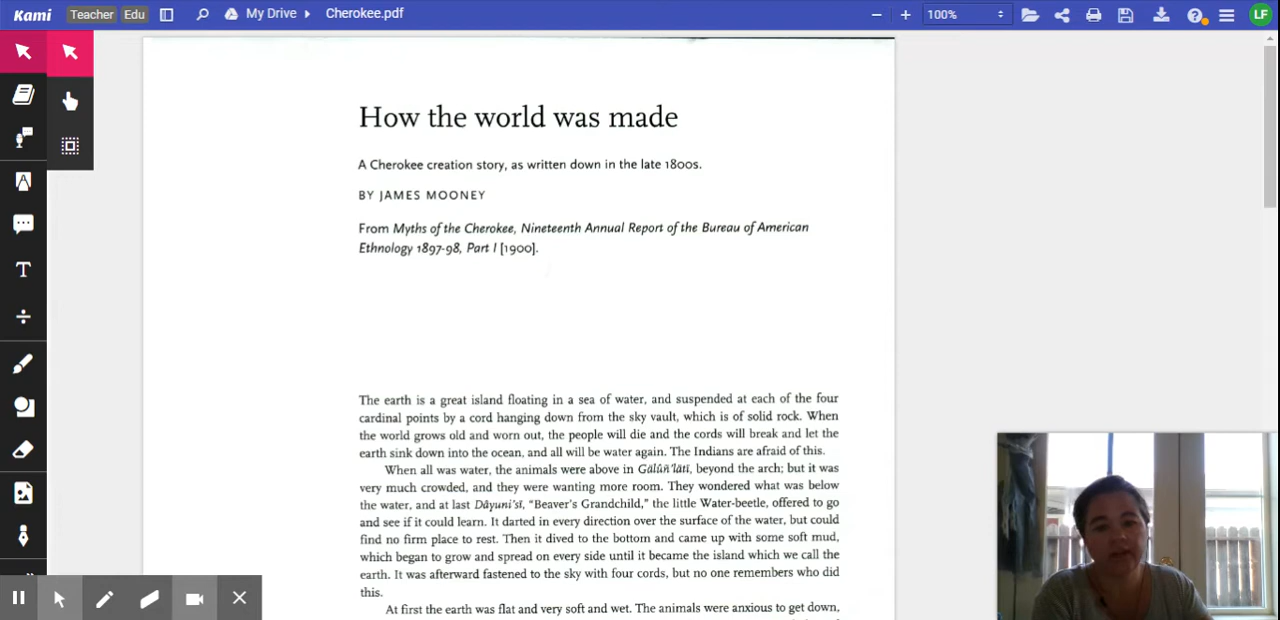 Kami Teacher Edu My Drive Cherokee.pdf 100% LF
How the world was made
A Cherokee creation story, as written down in the late 1800s.
BY JAMES MOONEY
From Myths of the Cherokee, Nineteenth Annual Report of the Bureau of American
Ethnology 1897-98, Part I [1900].
The earth is a great island floating in a sea of water, and suspended at each of the four
cardinal points by a cord hanging down from the sky vault, which is of solid rock. When
the world grows old and worn out, the people will die and the cords will break and let the
earth sink down into the ocean, and all will be water again. The Indians are afraid of this.
When all was water, the animals were above in Gălûñ′lătĭ, beyond the arch; but it was
very much crowded, and they were wanting more room. They wondered what was below
the water, and at last Dâyuni′sĭ, “Beaver's Grandchild,” the little Water-beetle, offered to go
and see if it could learn. It darted in every direction over the surface of the water, but could
find no firm place to rest. Then it dived to the bottom and came up with some soft mud,
which began to grow and spread on every side until it became the island which we call the
earth. It was afterward fastened to the sky with four cords, but no one remembers who did
this.
At first the earth was flat and very soft and wet. The animals were anxious to get down,